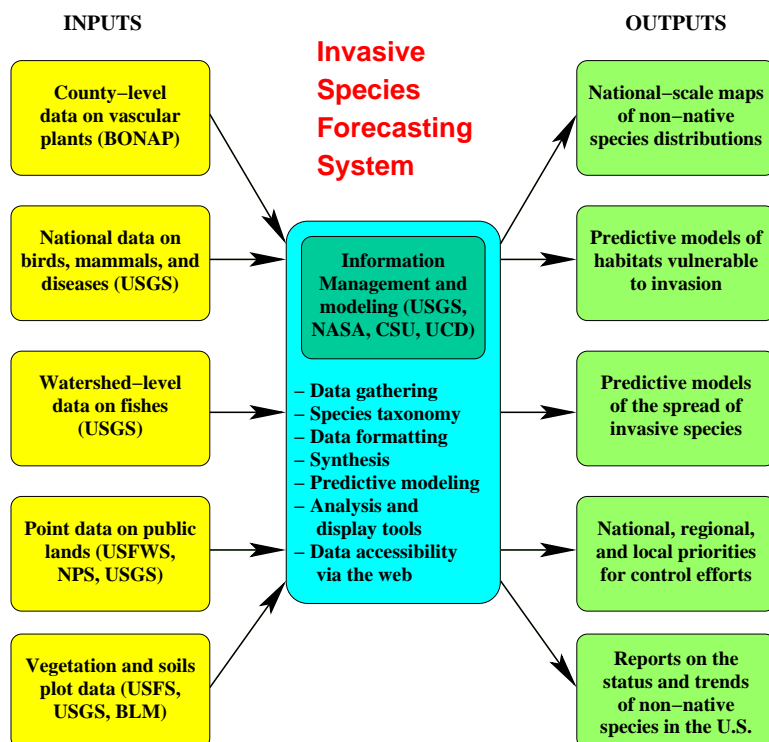 INPUTS
County−level
data on vascular
plants (BONAP)
National data on
birds, mammals, and
diseases (USGS)
Watershed−level
data on fishes
(USGS)
Point data on public
lands (USFWS,
NPS, USGS)
Vegetation and soils
plot data (USFS,
USGS, BLM)
Invasive
Species
Forecasting
System
Information
Management and
modeling (USGS,
NASA, CSU, UCD)
− Data gathering
− Species taxonomy
− Data formatting
− Synthesis
− Predictive modeling
− Analysis and
display tools
− Data accessibility
via the web
OUTPUTS
National−scale maps
of non−native
species distributions
Predictive models of
habitats vulnerable
to invasion
Predictive models
of the spread of
invasive species
National, regional,
and local priorities
for control efforts
Reports on the
status and trends
of non−native
species in the U.S.